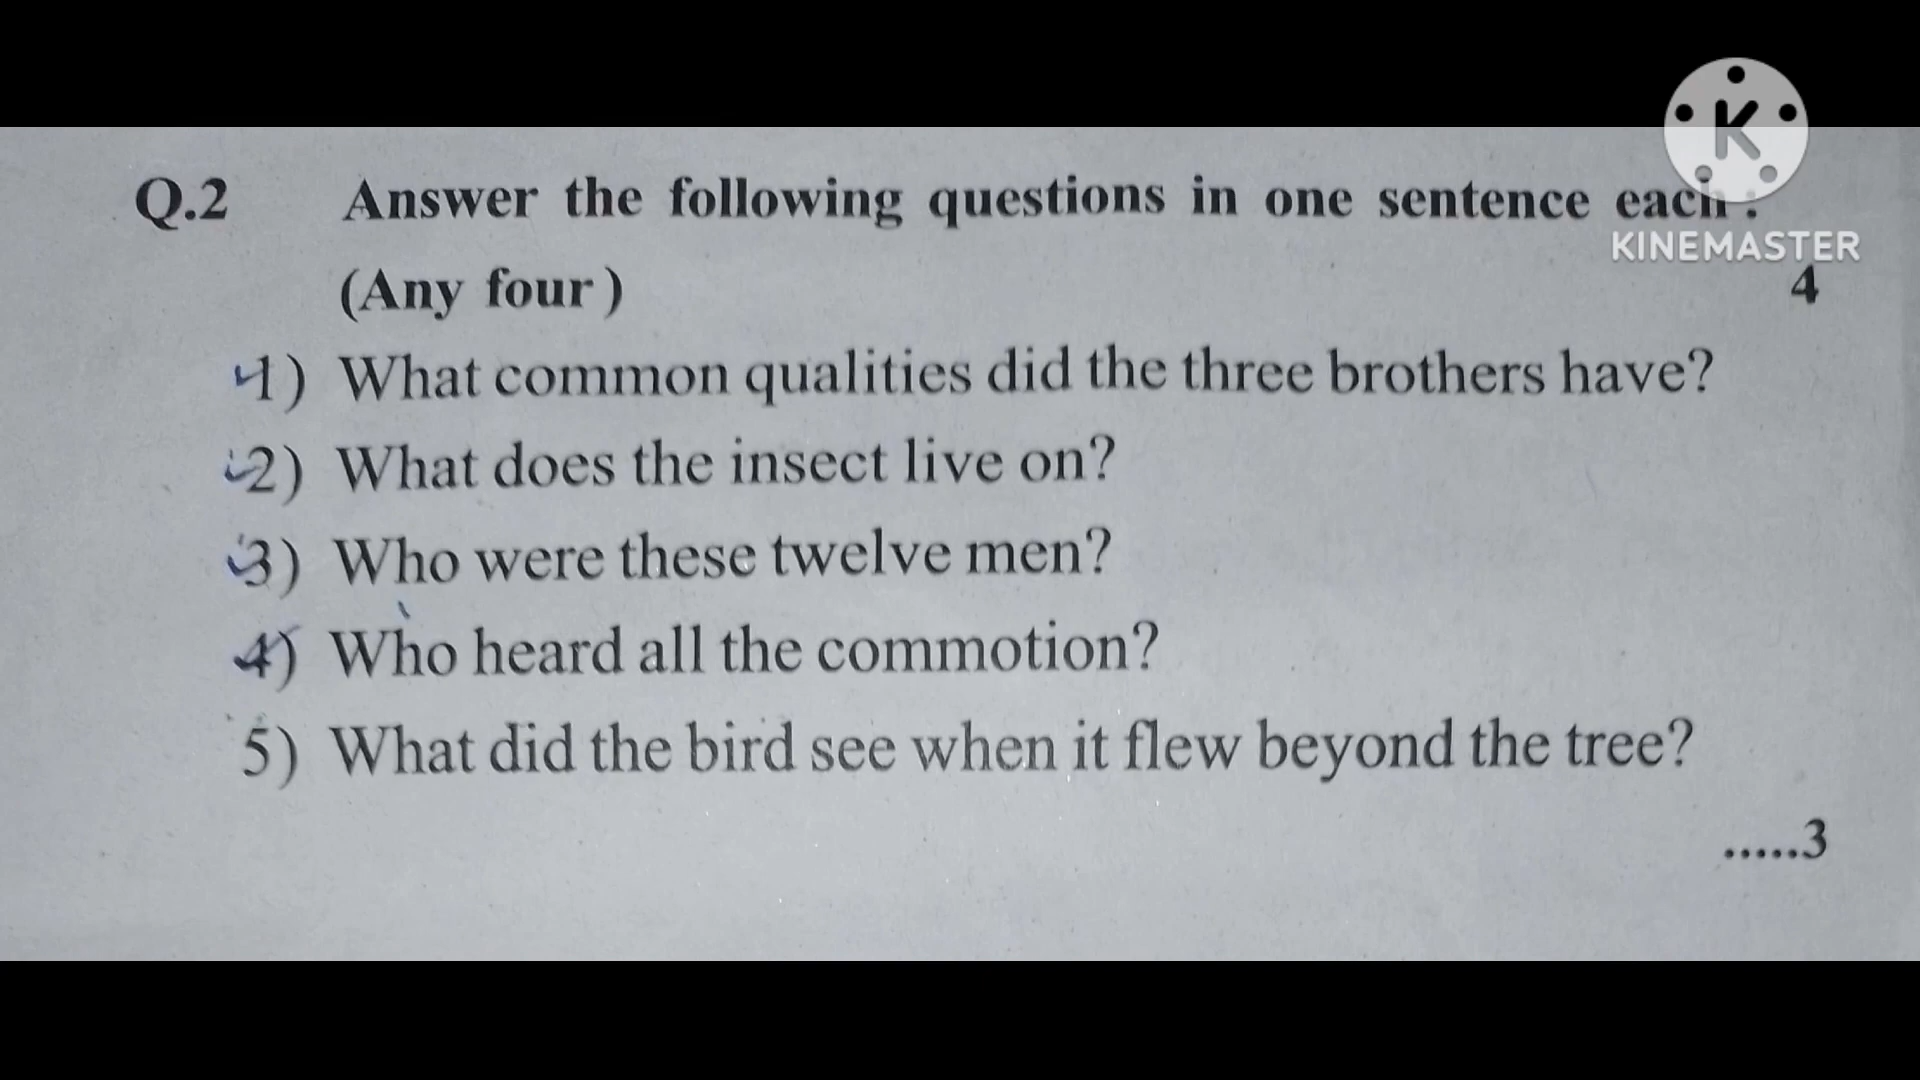 Q.2 Answer the following questions in one sentence each :
KINEMASTER
(Any four) 4
1) What common qualities did the three brothers have?
2) What does the insect live on?
3) Who were these twelve men?
4) Who heard all the commotion?
5) What did the bird see when it flew beyond the tree?
.....3